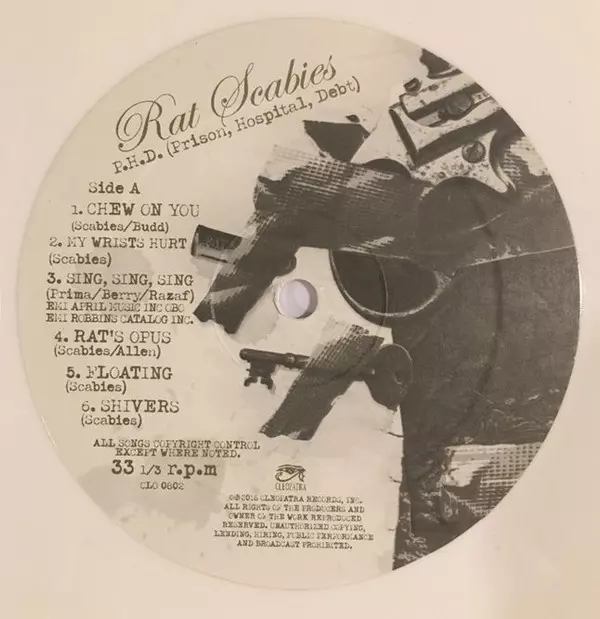 Rat Scabies
P.H.D. (Prison, Hospital, Debt)
Side A
1. CHEW ON YOU
(Scabies/Budd)
2. MY WRISTS HURT
(Scabies)
3. SING, SING, SING
(Prima/Berry/Razaf)
EMI APRIL MUSIC INC OBO
EMI ROBBINS CATALOG INC.
4. RAT'S OPUS
(Scabies/Allen)
5. FLOATING
(Scabies)
6. SHIVERS
(Scabies)
ALL SONGS COPYRIGHT CONTROL
EXCEPT WHERE NOTED.
33 1/3 r.p.m
CLO 0802
CLEOPATRA
℗© 2018 CLEOPATRA RECORDS, INC.
ALL RIGHTS OF THE PRODUCERS AND
OWNER OF THE WORK REPRODUCED
RESERVED. UNAUTHORIZED COPYING,
LENDING, HIRING, PUBLIC PERFORMANCE
AND BROADCAST PROHIBITED.